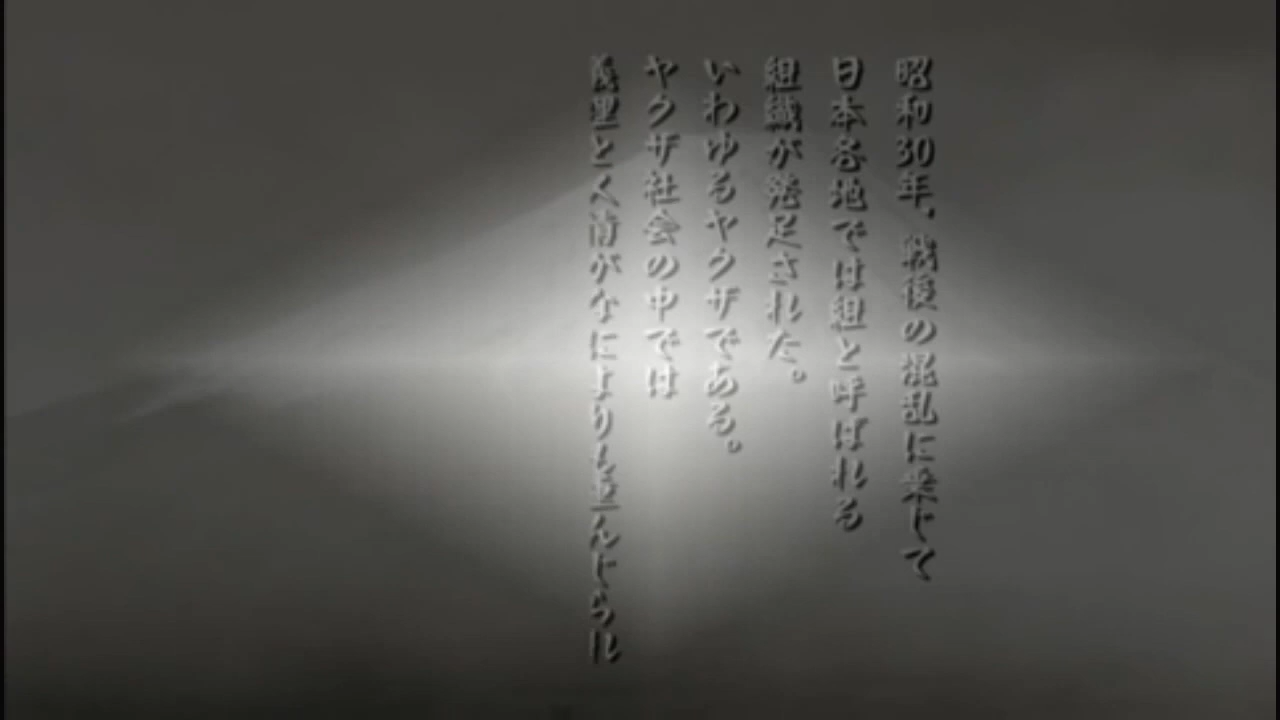 昭和30年、戦後の混乱に乗じて
日本各地では組と呼ばれる
組織が発足された。
いわゆるヤクザである。
ヤクザ社会の中では
義理と人情がなによりも重んじられ